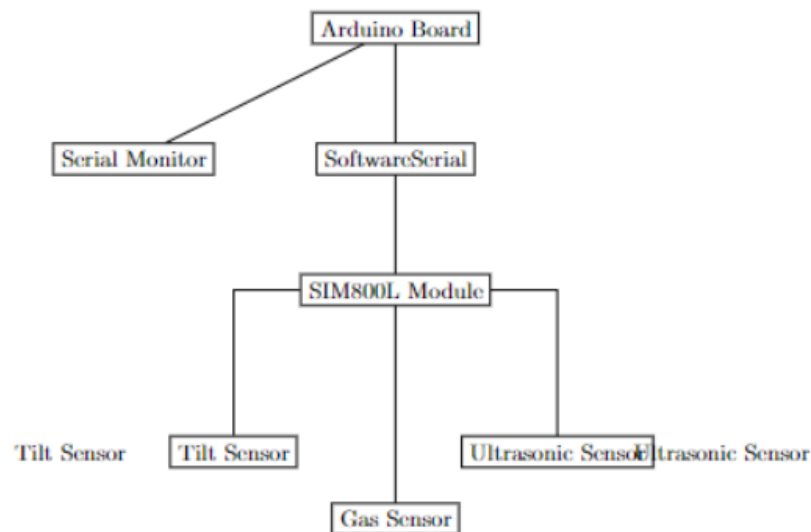 Arduino Board
Serial Monitor
SoftwareSerial
SIM800L Module
Tilt Sensor
Tilt Sensor
Ultrasonic Sensor
Ultrasonic Sensor
Gas Sensor